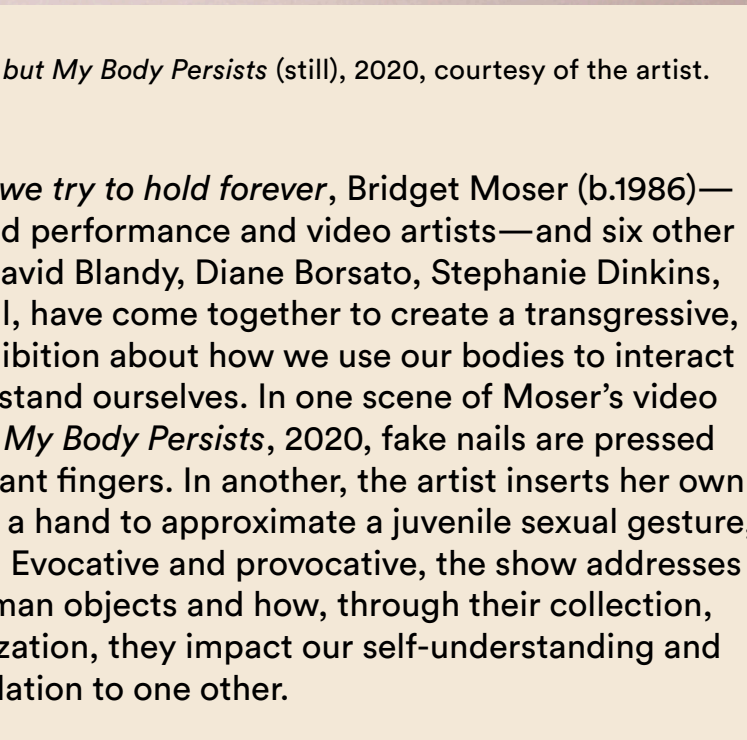 but My Body Persists (still), 2020, courtesy of the artist.
we try to hold forever, Bridget Moser (b.1986)—
d performance and video artists—and six other
avid Blandy, Diane Borsato, Stephanie Dinkins,
l, have come together to create a transgressive,
ibition about how we use our bodies to interact
stand ourselves. In one scene of Moser’s video
My Body Persists, 2020, fake nails are pressed
ant fingers. In another, the artist inserts her own
a hand to approximate a juvenile sexual gesture,
Evocative and provocative, the show addresses
man objects and how, through their collection,
zation, they impact our self-understanding and
lation to one other.